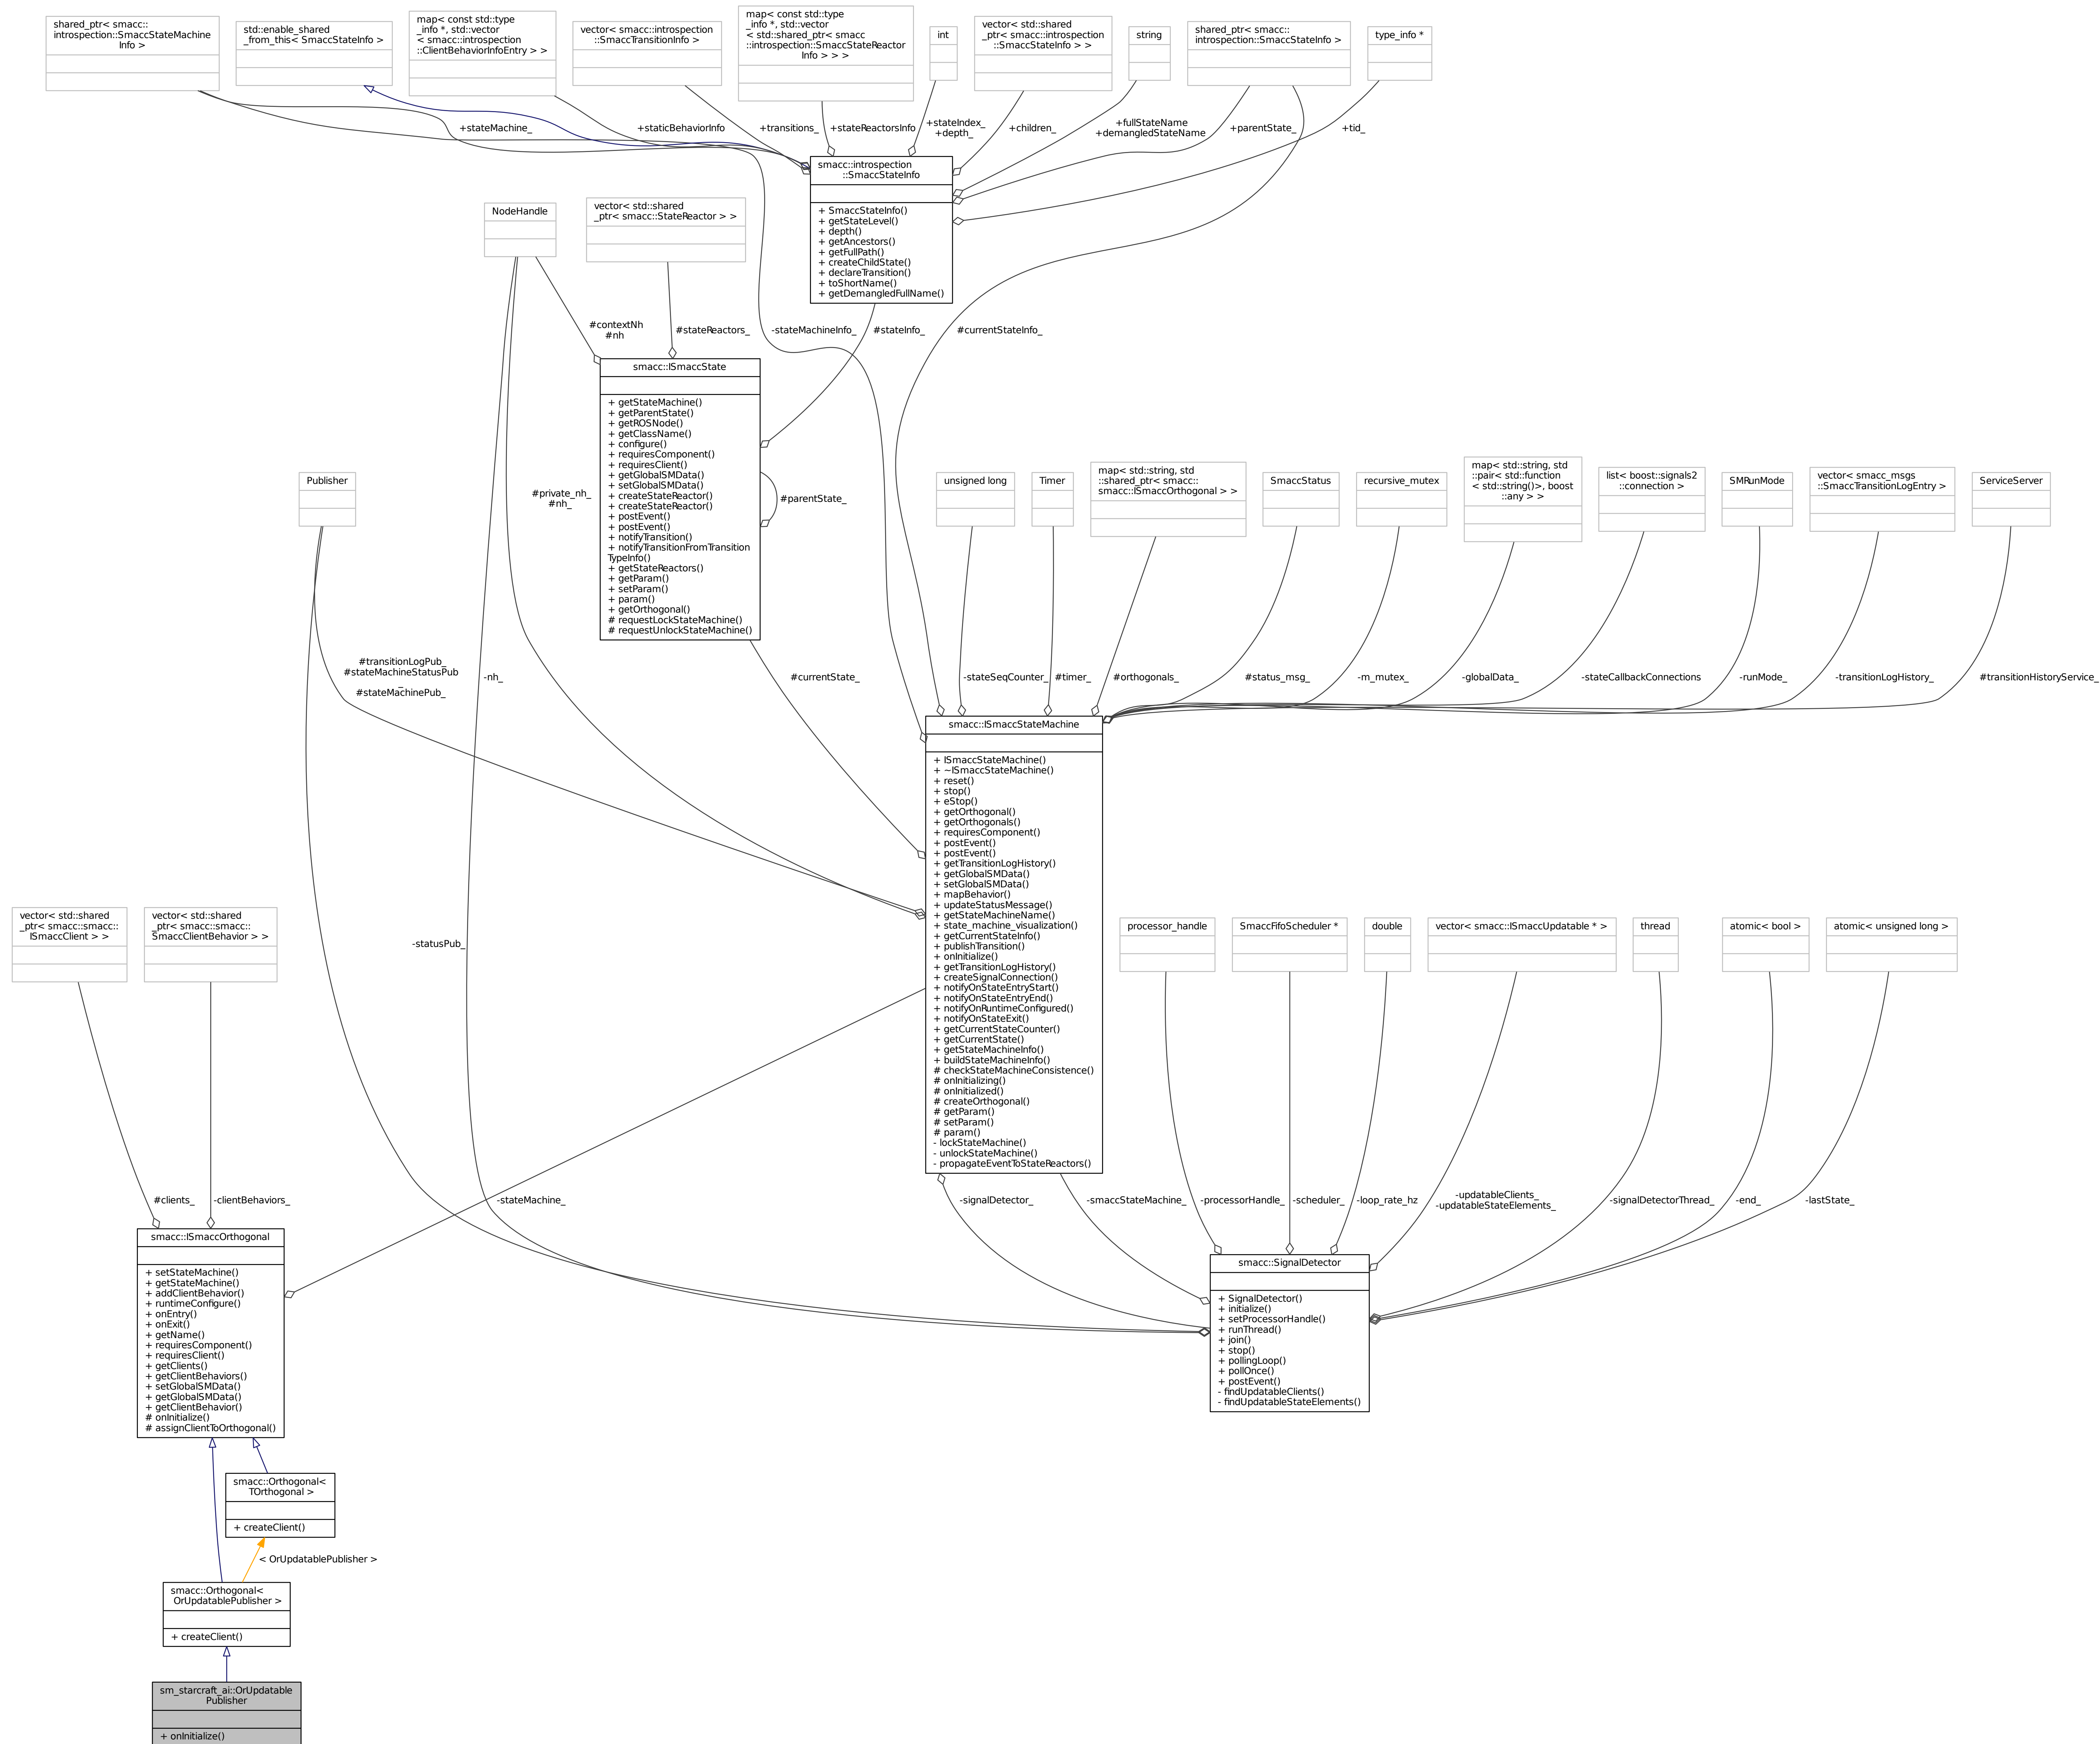 shared_ptr< smacc::
introspection::SmaccStateMachine
Info >
std::enable_shared
_from_this< SmaccStateInfo >
map< const std::type
_info *, std::vector
< smacc::introspection
::ClientBehaviorInfoEntry > >
vector< smacc::introspection
::SmaccTransitionInfo >
map< const std::type
_info *, std::vector
< std::shared_ptr< smacc
::introspection::SmaccStateReactor
Info > > >
int
vector< std::shared
_ptr< smacc::introspection
::SmaccStateInfo > >
string
shared_ptr< smacc::
introspection::SmaccStateInfo >
type_info *
+stateMachine_
+staticBehaviorInfo
+transitions_
+stateReactorsInfo
+stateIndex_
+depth_
+children_
+fullStateName
+demangledStateName
+parentState_
+tid_
smacc::introspection
::SmaccStateInfo
+ SmaccStateInfo()
+ getStateLevel()
+ depth()
+ getAncestors()
+ getFullPath()
+ createChildState()
+ declareTransition()
+ toShortName()
+ getDemangledFullName()
NodeHandle
vector< std::shared
_ptr< smacc::StateReactor > >
#contextNh
#nh
#stateReactors_
-stateMachineInfo_
#stateInfo_
#currentStateInfo_
smacc::ISmaccState
+ getStateMachine()
+ getParentState()
+ getROSNode()
+ getClassName()
+ configure()
+ requiresComponent()
+ requiresClient()
+ getGlobalSMData()
+ setGlobalSMData()
+ createStateReactor()
+ createStateReactor()
+ postEvent()
+ postEvent()
+ notifyTransition()
+ notifyTransitionFromTransition
TypeInfo()
+ getStateReactors()
+ getParam()
+ setParam()
+ param()
+ getOrthogonal()
# requestLockStateMachine()
# requestUnlockStateMachine()
#parentState_
#private_nh_
#nh_
Publisher
unsigned long
Timer
map< std::string, std
::shared_ptr< smacc::
smacc::ISmaccOrthogonal > >
SmaccStatus
recursive_mutex
map< std::string, std
::pair< std::function
< std::string()>, boost
::any > >
list< boost::signals2
::connection >
SMRunMode
vector< smacc_msgs
::SmaccTransitionLogEntry >
ServiceServer
#transitionLogPub_
#stateMachineStatusPub
_
#stateMachinePub_
-nh_
#currentState_
-stateSeqCounter_
#timer_
#orthogonals_
#status_msg_
-m_mutex_
-globalData_
-stateCallbackConnections
-runMode_
-transitionLogHistory_
#transitionHistoryService_
smacc::ISmaccStateMachine
+ ISmaccStateMachine()
+ ~ISmaccStateMachine()
+ reset()
+ stop()
+ eStop()
+ getOrthogonal()
+ getOrthogonals()
+ requiresComponent()
+ postEvent()
+ postEvent()
+ getTransitionLogHistory()
+ getGlobalSMData()
+ setGlobalSMData()
+ mapBehavior()
+ updateStatusMessage()
+ getStateMachineName()
+ state_machine_visualization()
+ getCurrentStateInfo()
+ publishTransition()
+ onInitialize()
+ getTransitionLogHistory()
+ createSignalConnection()
+ notifyOnStateEntryStart()
+ notifyOnStateEntryEnd()
+ notifyOnRuntimeConfigured()
+ notifyOnStateExit()
+ getCurrentStateCounter()
+ getCurrentState()
+ getStateMachineInfo()
+ buildStateMachineInfo()
# checkStateMachineConsistence()
# onInitializing()
# onInitialized()
# createOrthogonal()
# getParam()
# setParam()
# param()
- lockStateMachine()
- unlockStateMachine()
- propagateEventToStateReactors()
vector< std::shared
_ptr< smacc::smacc::
ISmaccClient > >
vector< std::shared
_ptr< smacc::smacc::
SmaccClientBehavior > >
-statusPub_
processor_handle
SmaccFifoScheduler *
double
vector< smacc::ISmaccUpdatable * >
thread
atomic< bool >
atomic< unsigned long >
#clients_
-clientBehaviors_
-stateMachine_
-signalDetector_
-smaccStateMachine_
-processorHandle_
-scheduler_
-loop_rate_hz
-updatableClients_
-updatableStateElements_
-signalDetectorThread_
-end_
-lastState_
smacc::ISmaccOrthogonal
+ setStateMachine()
+ getStateMachine()
+ addClientBehavior()
+ runtimeConfigure()
+ onEntry()
+ onExit()
+ getName()
+ requiresComponent()
+ requiresClient()
+ getClients()
+ getClientBehaviors()
+ setGlobalSMData()
+ getGlobalSMData()
+ getClientBehavior()
# onInitialize()
# assignClientToOrthogonal()
smacc::SignalDetector
+ SignalDetector()
+ initialize()
+ setProcessorHandle()
+ runThread()
+ join()
+ stop()
+ pollingLoop()
+ pollOnce()
+ postEvent()
- findUpdatableClients()
- findUpdatableStateElements()
smacc::Orthogonal<
TOrthogonal >
+ createClient()
< OrUpdatablePublisher >
smacc::Orthogonal<
OrUpdatablePublisher >
+ createClient()
sm_starcraft_ai::OrUpdatable
Publisher
+ onInitialize()